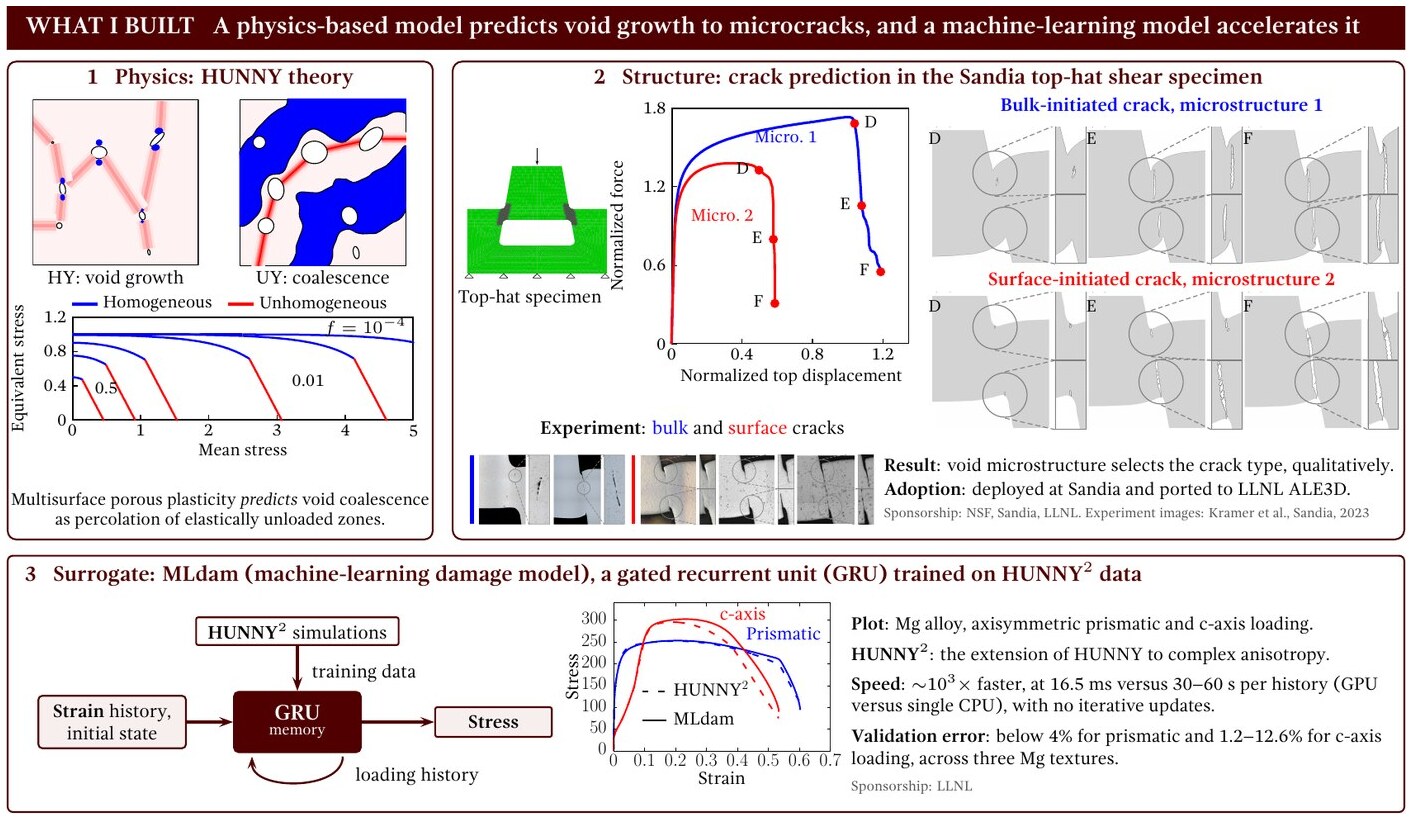 WHAT I BUILT A physics-based model predicts void growth to microcracks, and a machine-learning model accelerates it
1 Physics: HUNNY theory
HY: void growth
UY: coalescence
Homogeneous
Unhomogeneous
Equivalent stress
1.2
0.8
0.4
0
f = 10⁻⁴
0.01
0.5
0 1 2 3 4 5
Mean stress
Multisurface porous plasticity predicts void coalescence
as percolation of elastically unloaded zones.
2 Structure: crack prediction in the Sandia top-hat shear specimen
Top-hat specimen
Normalized force
1.8
1.2
0.6
0
Micro. 1
Micro. 2
D
E
F
D
E
F
0 0.4 0.8 1.2
Normalized top displacement
Bulk-initiated crack, microstructure 1
D E F
Surface-initiated crack, microstructure 2
D E F
Experiment: bulk and surface cracks
Result: void microstructure selects the crack type, qualitatively.
Adoption: deployed at Sandia and ported to LLNL ALE3D.
Sponsorship: NSF, Sandia, LLNL. Experiment images: Kramer et al., Sandia, 2023
3 Surrogate: MLdam (machine-learning damage model), a gated recurrent unit (GRU) trained on HUNNY² data
HUNNY² simulations
training data
Strain history,
initial state
GRU
memory
Stress
loading history
Stress
300
250
200
150
100
50
0
c-axis
Prismatic
HUNNY²
MLdam
0 0.1 0.2 0.3 0.4 0.5 0.6 0.7
Strain
Plot: Mg alloy, axisymmetric prismatic and c-axis loading.
HUNNY²: the extension of HUNNY to complex anisotropy.
Speed: ~10³× faster, at 16.5 ms versus 30–60 s per history (GPU
versus single CPU), with no iterative updates.
Validation error: below 4% for prismatic and 1.2–12.6% for c-axis
loading, across three Mg textures.
Sponsorship: LLNL